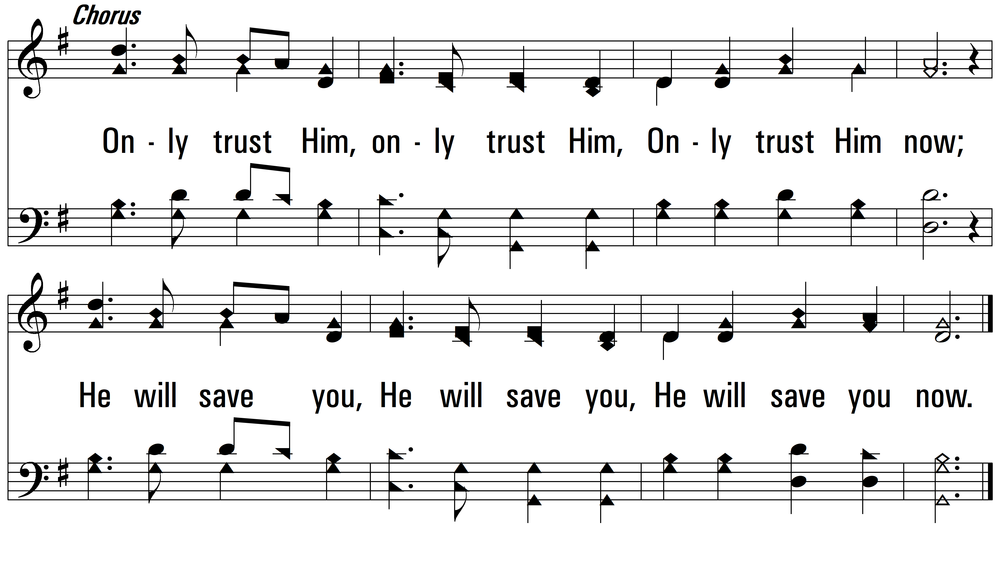 Chorus
On - ly trust Him, on - ly trust Him, On - ly trust Him now;
He will save you, He will save you, He will save you now.